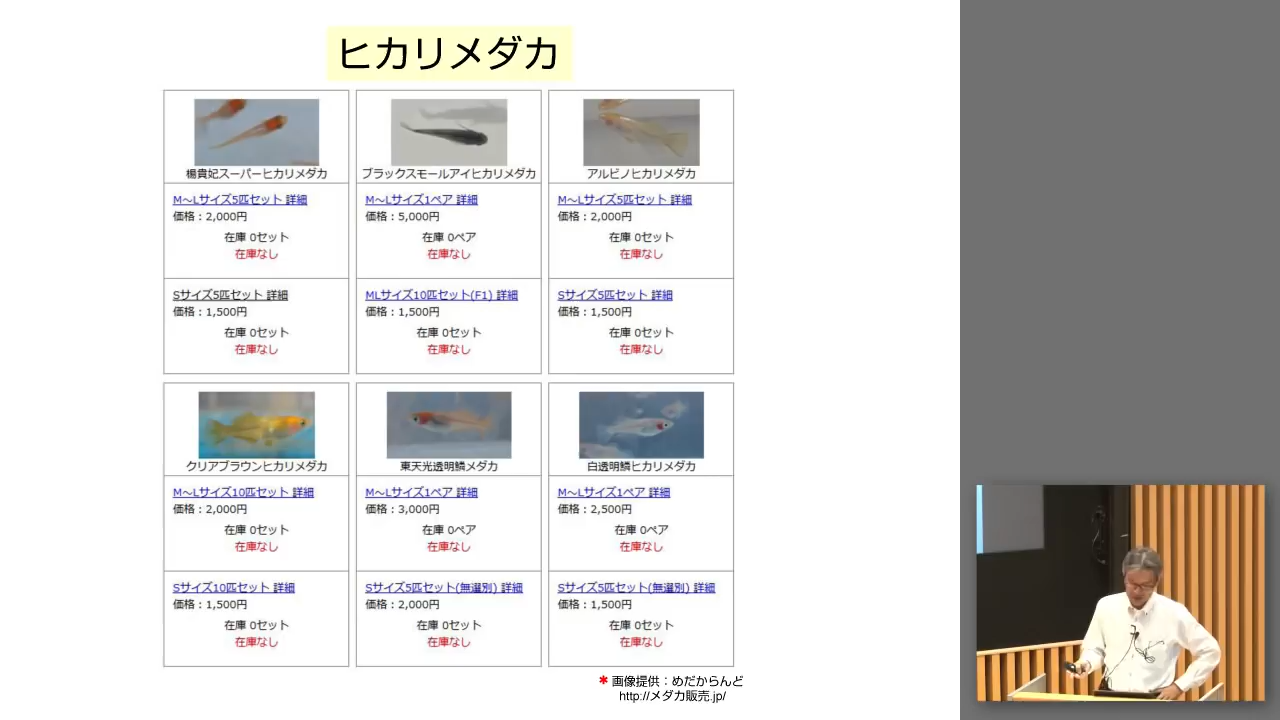 ヒカリメダカ
楊貴妃スーパーヒカリメダカ
M～Lサイズ5匹セット 詳細
価格：2,000円
在庫 0セット
在庫なし
Sサイズ5匹セット 詳細
価格：1,500円
在庫 0セット
在庫なし
ブラックスモールアイヒカリメダカ
M～Lサイズ1ペア 詳細
価格：5,000円
在庫 0ペア
在庫なし
MLサイズ10匹セット(F1) 詳細
価格：1,500円
在庫 0セット
在庫なし
アルビノヒカリメダカ
M～Lサイズ5匹セット 詳細
価格：2,000円
在庫 0セット
在庫なし
Sサイズ5匹セット 詳細
価格：1,500円
在庫 0セット
在庫なし
クリアブラウンヒカリメダカ
M～Lサイズ10匹セット 詳細
価格：2,000円
在庫 0セット
在庫なし
Sサイズ10匹セット 詳細
価格：1,500円
在庫 0セット
在庫なし
東天光透明鱗メダカ
M～Lサイズ1ペア 詳細
価格：3,000円
在庫 0ペア
在庫なし
Sサイズ5匹セット(無選別) 詳細
価格：2,000円
在庫 0セット
在庫なし
白透明鱗ヒカリメダカ
M～Lサイズ1ペア 詳細
価格：2,500円
在庫 0ペア
在庫なし
Sサイズ5匹セット(無選別) 詳細
価格：1,500円
在庫 0セット
在庫なし
* 画像提供：めだからんど
http://メダカ販売.jp/